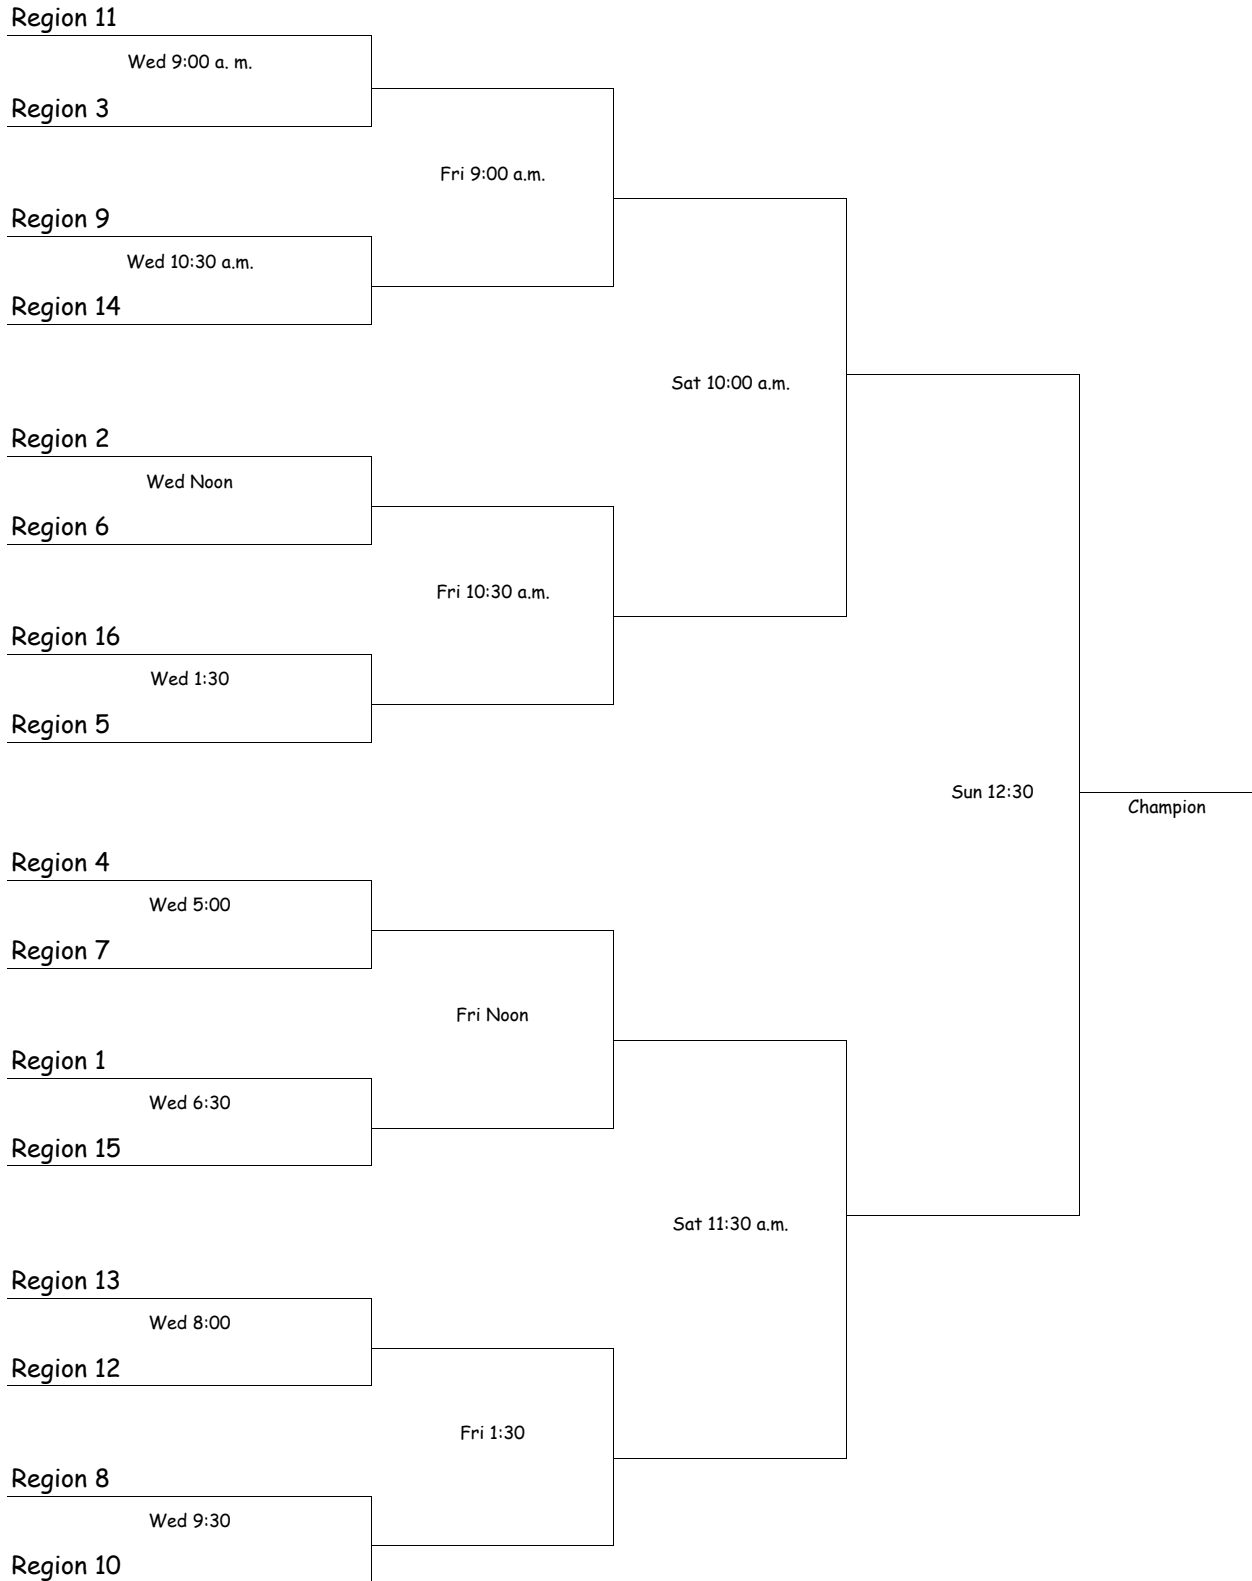 Region 11
Wed 9:00 a. m.
Region 3
Fri 9:00 a.m.
Region 9
Wed 10:30 a.m.
Region 14
Sat 10:00 a.m.
Region 2
Wed Noon
Region 6
Fri 10:30 a.m.
Region 16
Wed 1:30
Region 5
Sun 12:30
Champion
Region 4
Wed 5:00
Region 7
Fri Noon
Region 1
Wed 6:30
Region 15
Sat 11:30 a.m.
Region 13
Wed 8:00
Region 12
Fri 1:30
Region 8
Wed 9:30
Region 10